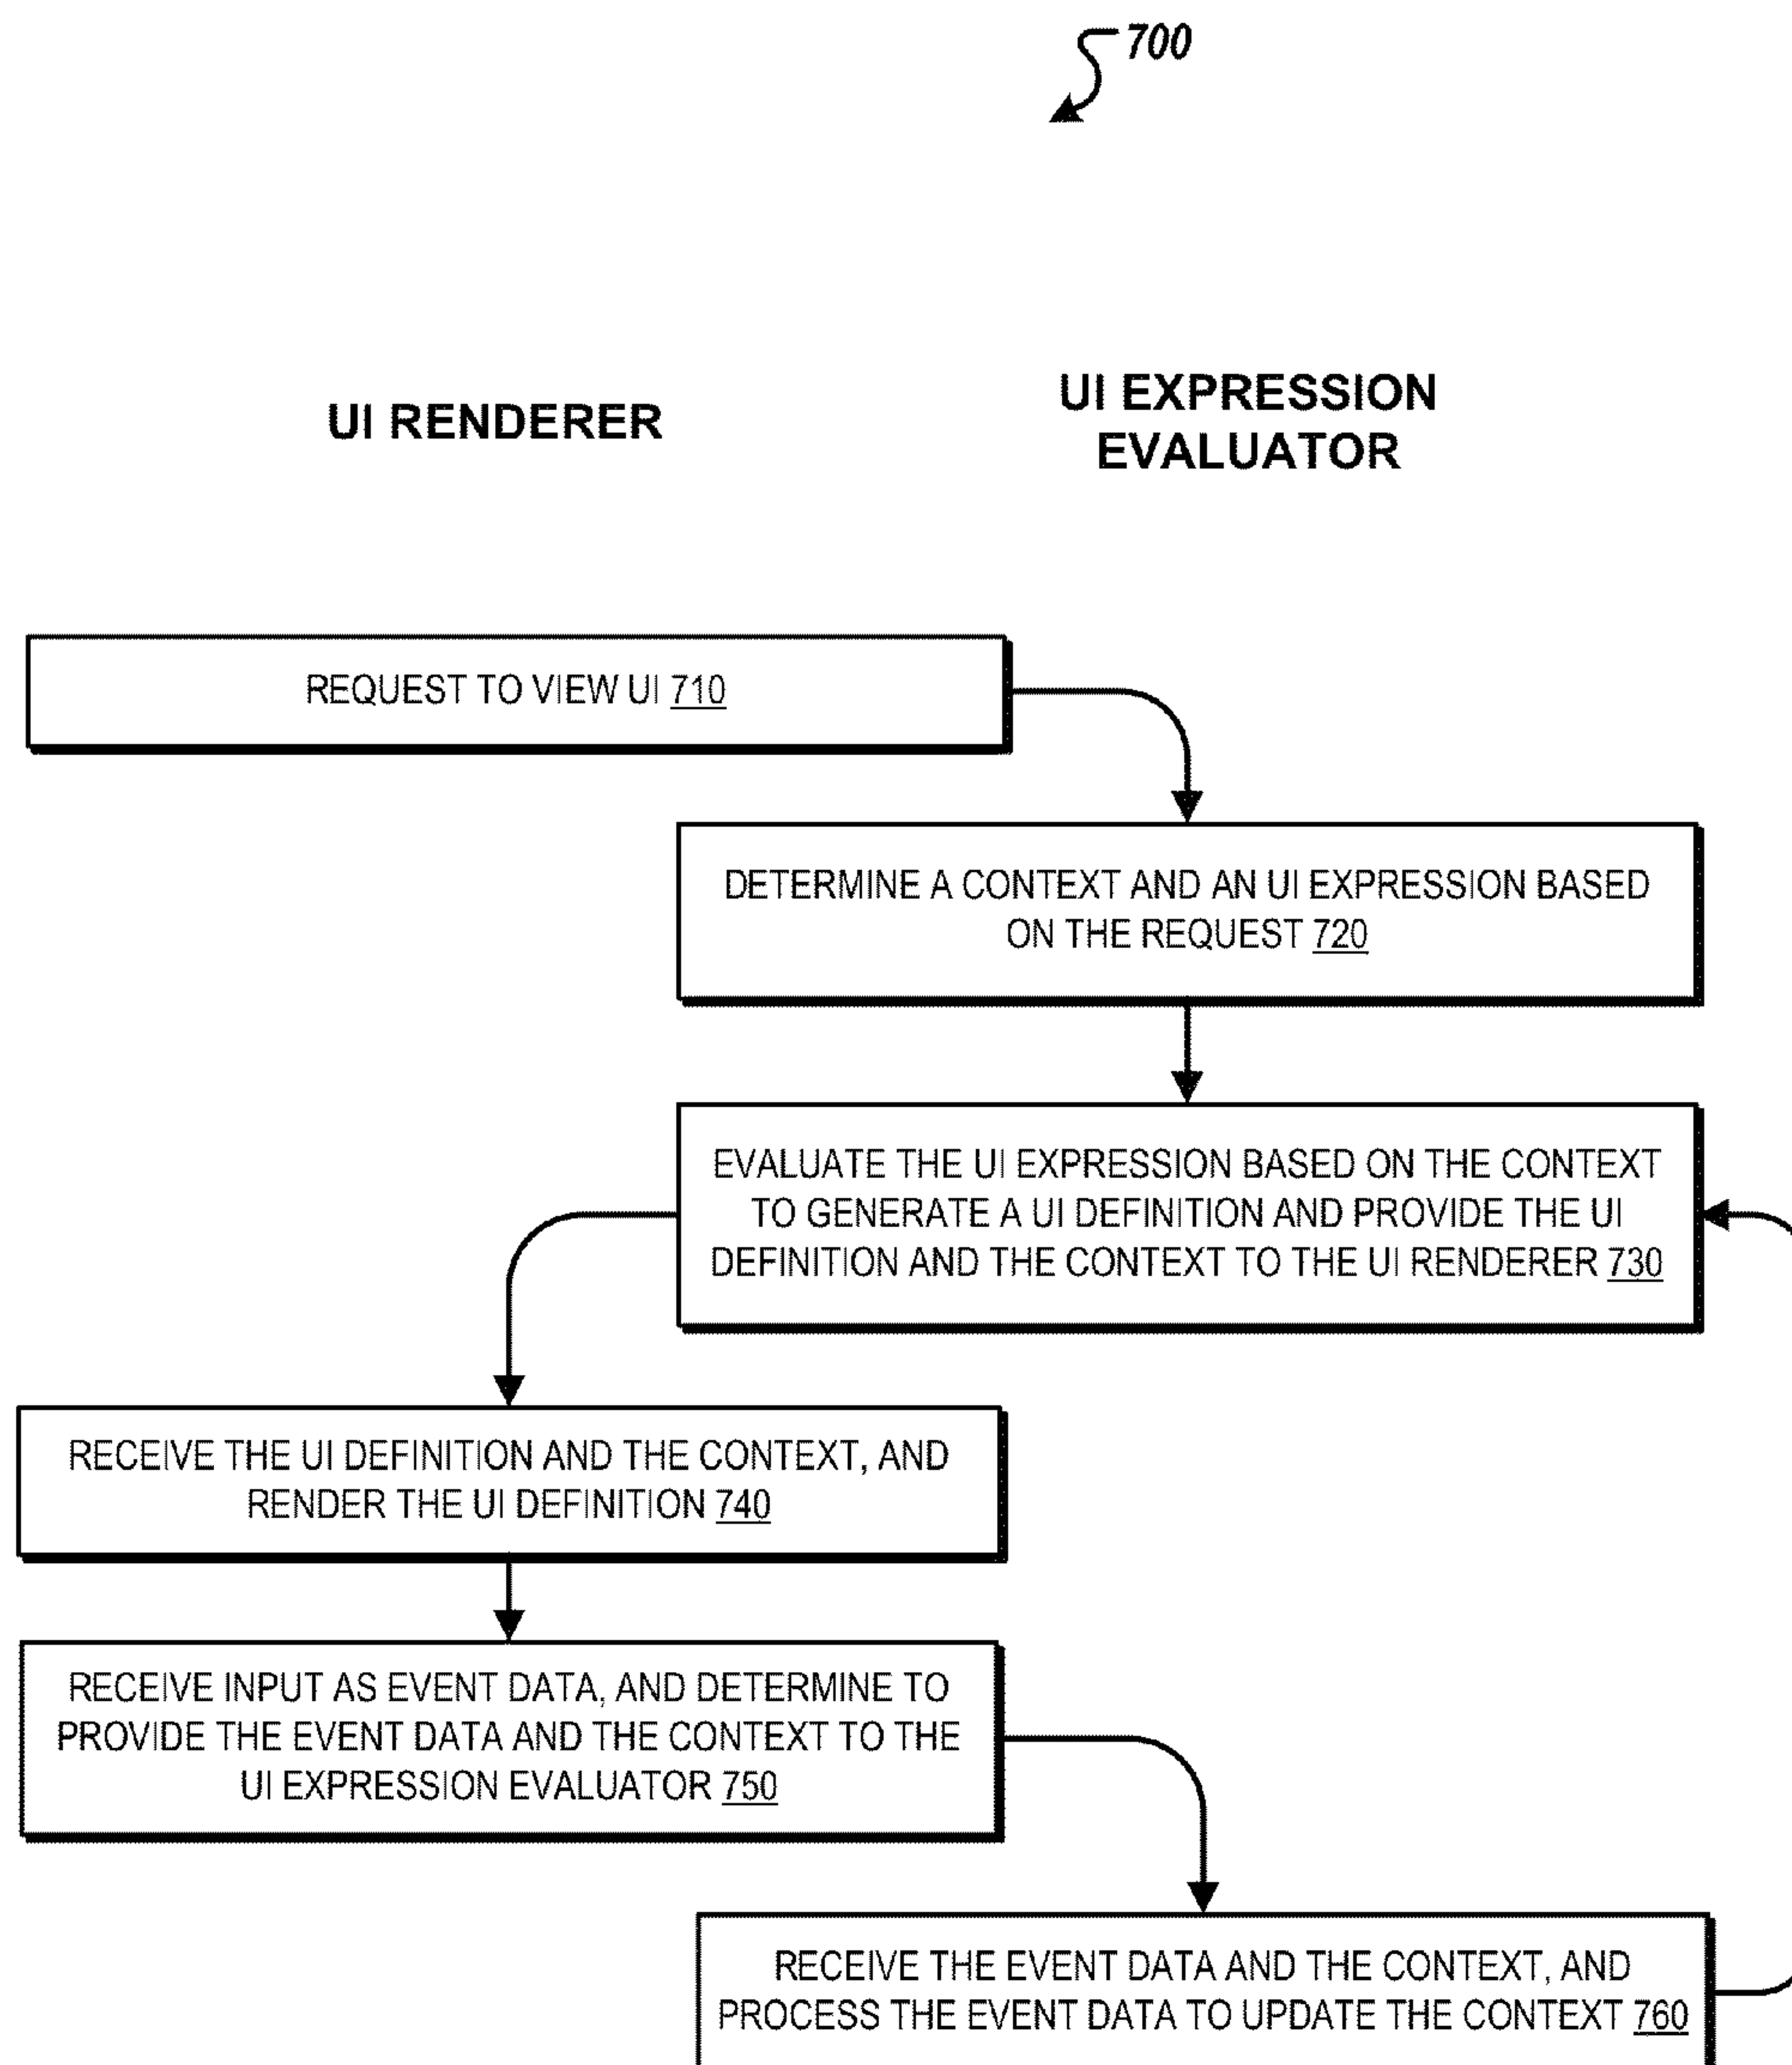 700
UI RENDERER
UI EXPRESSION
EVALUATOR
REQUEST TO VIEW UI 710
DETERMINE A CONTEXT AND AN UI EXPRESSION BASED
ON THE REQUEST 720
EVALUATE THE UI EXPRESSION BASED ON THE CONTEXT
TO GENERATE A UI DEFINITION AND PROVIDE THE UI
DEFINITION AND THE CONTEXT TO THE UI RENDERER 730
RECEIVE THE UI DEFINITION AND THE CONTEXT, AND
RENDER THE UI DEFINITION 740
RECEIVE INPUT AS EVENT DATA, AND DETERMINE TO
PROVIDE THE EVENT DATA AND THE CONTEXT TO THE
UI EXPRESSION EVALUATOR 750
RECEIVE THE EVENT DATA AND THE CONTEXT, AND
PROCESS THE EVENT DATA TO UPDATE THE CONTEXT 760